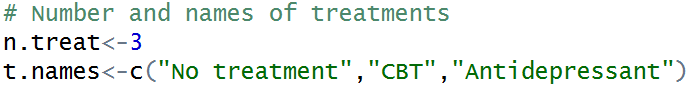 # Number and names of treatments
n.treat<-3
t.names<-c("No treatment","CBT","Antidepressant")